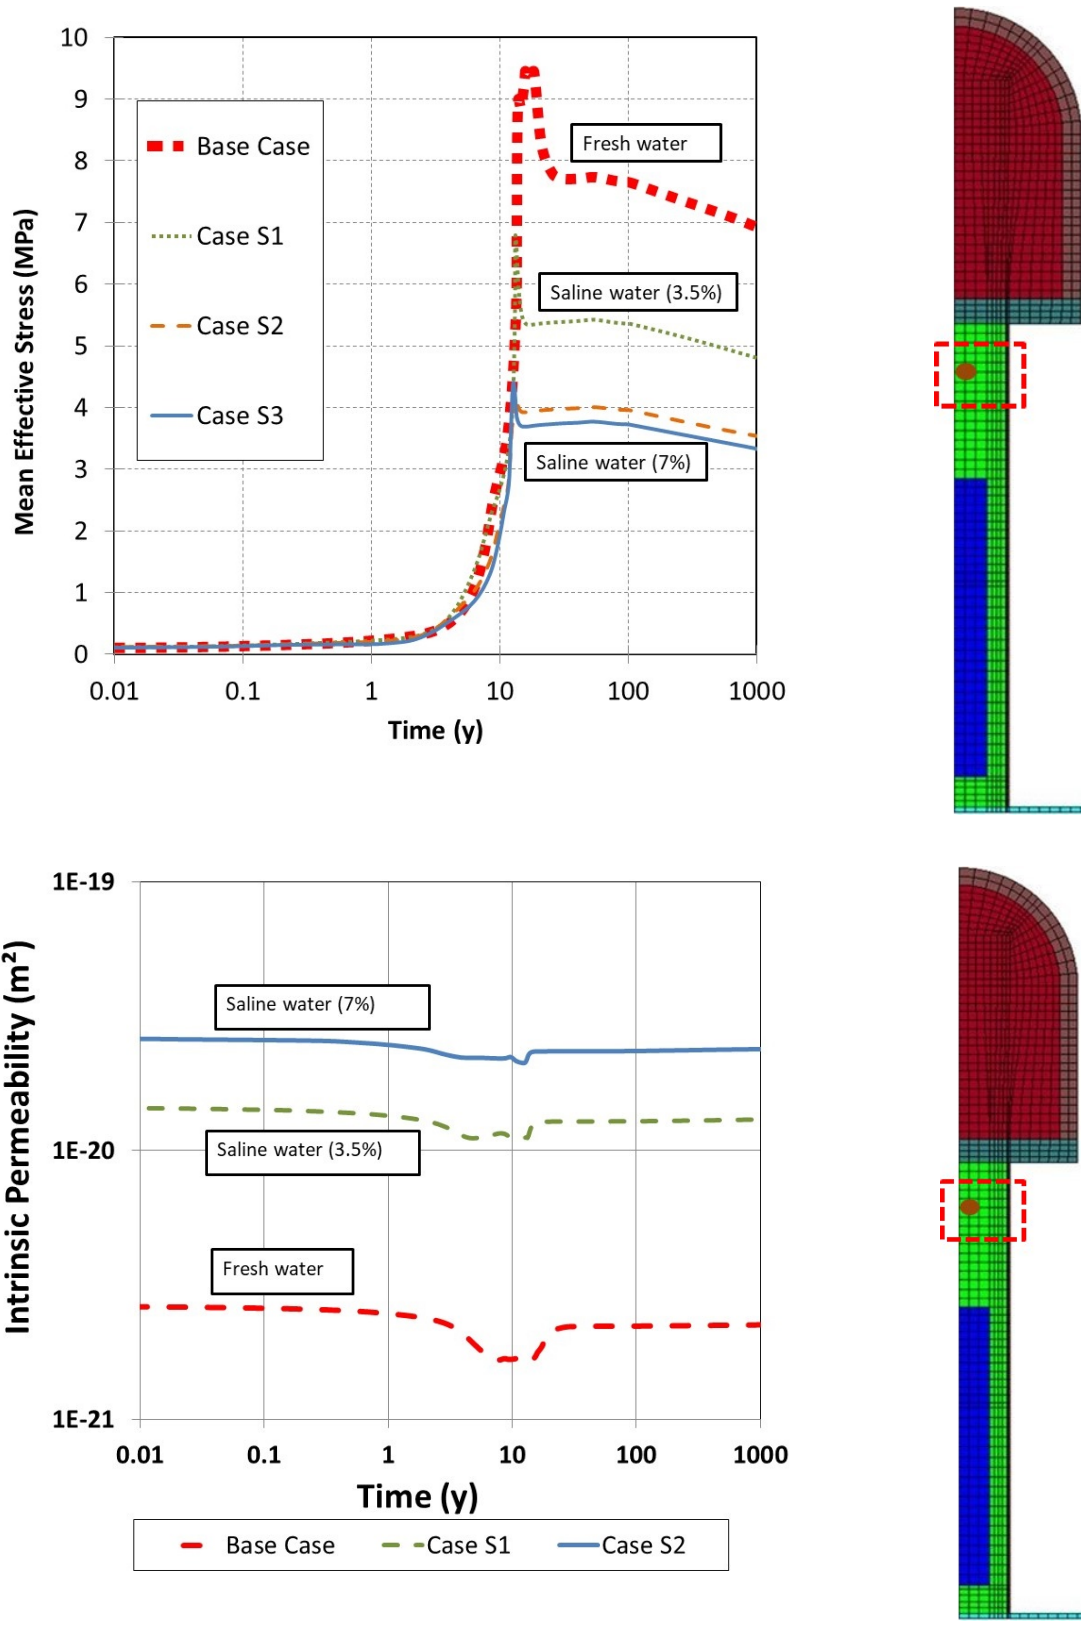 10
9
8
7
6
5
4
3
2
1
0
Mean Effective Stress (MPa)
Base Case
Case S1
Case S2
Case S3
Fresh water
Saline water (3.5%)
Saline water (7%)
0.01 0.1 1 10 100 1000
Time (y)
1E-19
1E-20
1E-21
Intrinsic Permeability (m²)
Saline water (7%)
Saline water (3.5%)
Fresh water
0.01 0.1 1 10 100 1000
Time (y)
Base Case Case S1 Case S2